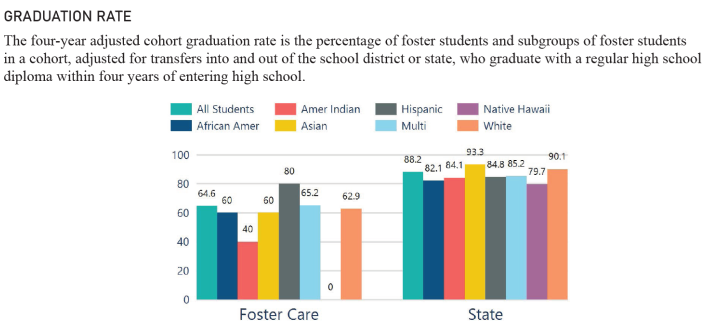 GRADUATION RATE
The four-year adjusted cohort graduation rate is the percentage of foster students and subgroups of foster students
in a cohort, adjusted for transfers into and out of the school district or state, who graduate with a regular high school
diploma within four years of entering high school.
All Students Amer Indian Hispanic Native Hawaii
African Amer Asian Multi White
100
80
60
40
20
0
64.6 60 40 60 80 65.2 0 62.9
88.2 82.1 84.1 93.3 84.8 85.2 79.7 90.1
Foster Care State